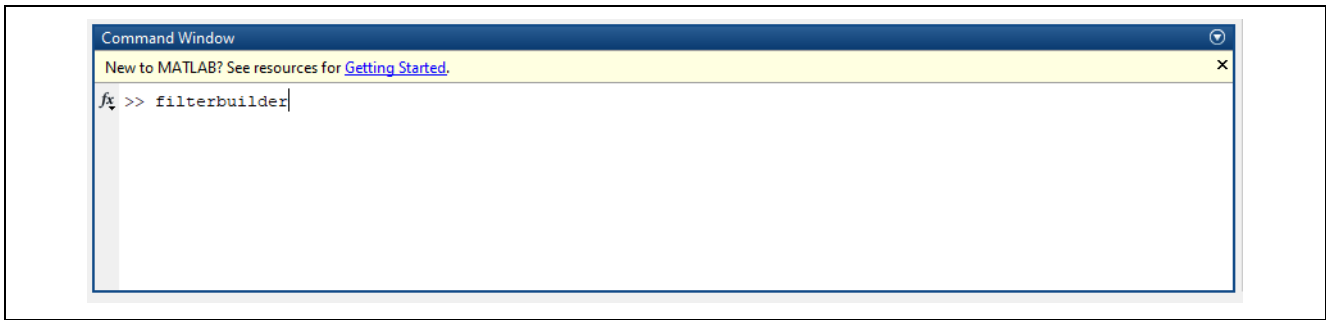 Command Window
New to MATLAB? See resources for Getting Started.
fx >> filterbuilder